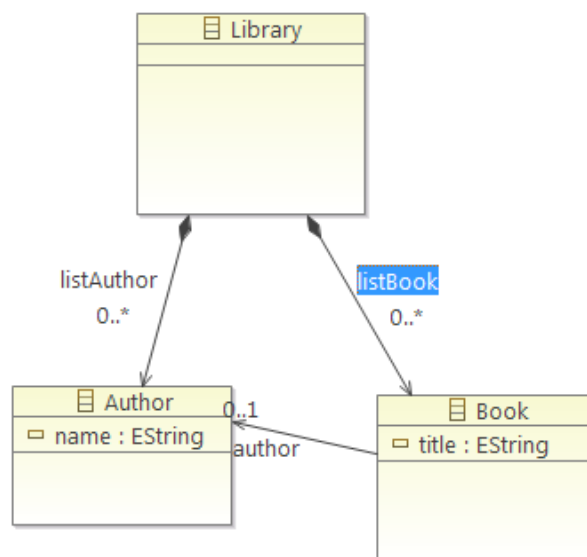 Library
listAuthor
listBook
0..*
0..*
Author
0..1
Book
name : EString
author
title : EString